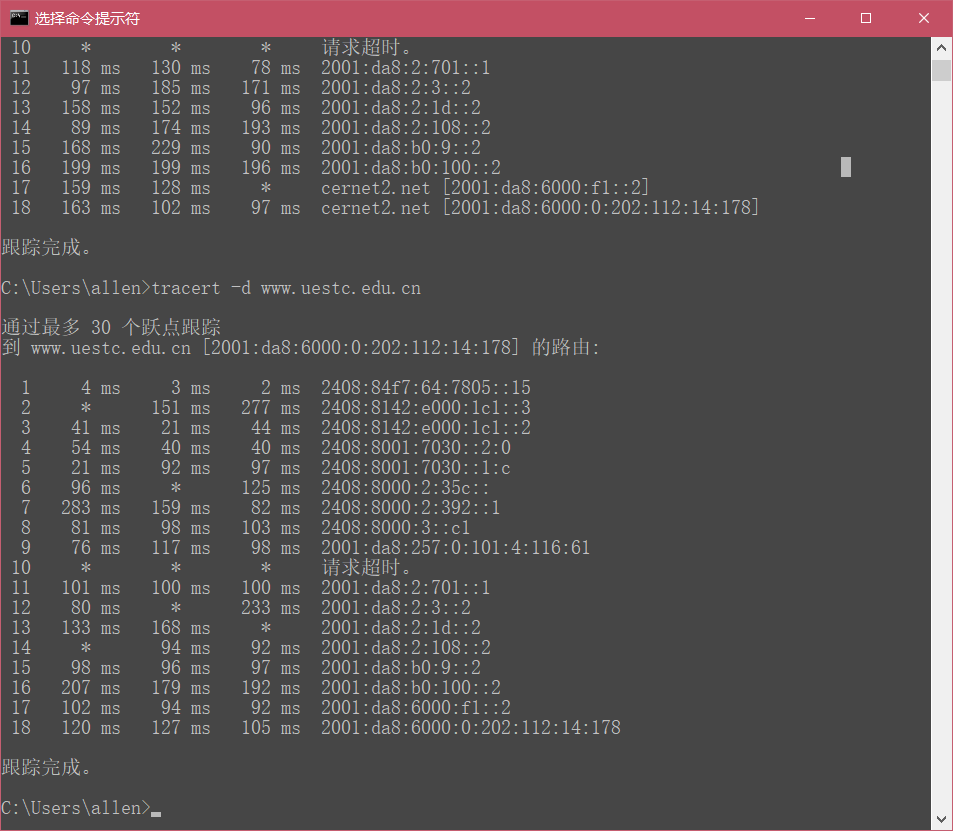 选择命令提示符
10 * * * 请求超时。
11 118 ms 130 ms 78 ms 2001:da8:2:701::1
12 97 ms 185 ms 171 ms 2001:da8:2:3::2
13 158 ms 152 ms 96 ms 2001:da8:2:1d::2
14 89 ms 174 ms 193 ms 2001:da8:2:108::2
15 168 ms 229 ms 90 ms 2001:da8:b0:9::2
16 199 ms 199 ms 196 ms 2001:da8:b0:100::2
17 159 ms 128 ms * cernet2.net [2001:da8:6000:f1::2]
18 163 ms 102 ms 97 ms cernet2.net [2001:da8:6000:0:202:112:14:178]
跟踪完成。
C:\Users\allen>tracert -d www.uestc.edu.cn
通过最多 30 个跃点跟踪
到 www.uestc.edu.cn [2001:da8:6000:0:202:112:14:178] 的路由:
1 4 ms 3 ms 2 ms 2408:84f7:64:7805::15
2 * 151 ms 277 ms 2408:8142:e000:1c1::3
3 41 ms 21 ms 44 ms 2408:8142:e000:1c1::2
4 54 ms 40 ms 40 ms 2408:8001:7030::2:0
5 21 ms 92 ms 97 ms 2408:8001:7030::1:c
6 96 ms * 125 ms 2408:8000:2:35c::
7 283 ms 159 ms 82 ms 2408:8000:2:392::1
8 81 ms 98 ms 103 ms 2408:8000:3::c1
9 76 ms 117 ms 98 ms 2001:da8:257:0:101:4:116:61
10 * * * 请求超时。
11 101 ms 100 ms 100 ms 2001:da8:2:701::1
12 80 ms * 233 ms 2001:da8:2:3::2
13 133 ms 168 ms * 2001:da8:2:1d::2
14 * 94 ms 92 ms 2001:da8:2:108::2
15 98 ms 96 ms 97 ms 2001:da8:b0:9::2
16 207 ms 179 ms 192 ms 2001:da8:b0:100::2
17 102 ms 94 ms 92 ms 2001:da8:6000:f1::2
18 120 ms 127 ms 105 ms 2001:da8:6000:0:202:112:14:178
跟踪完成。
C:\Users\allen>